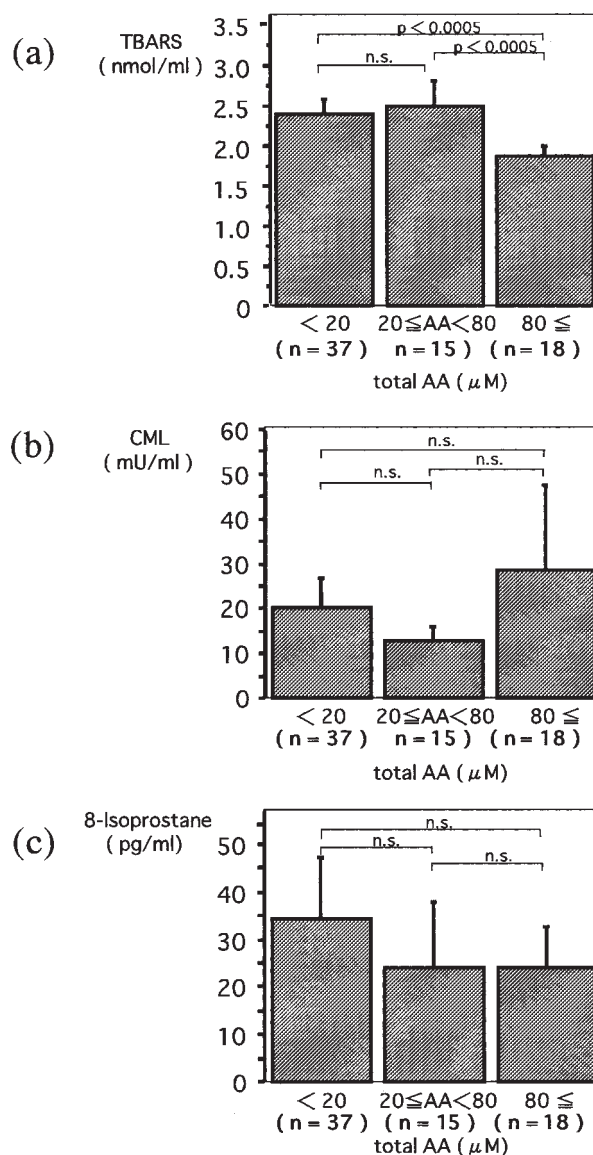 (a)
TBARS
(nmol/ml)
3.5
3.0
2.5
2.0
1.5
1.0
0.5
0
p<0.0005
n.s.
p<0.0005
<20 20≦AA<80 80≦
(n=37) n=15) (n=18)
total AA (μM)
(b)
CML
(mU/ml)
60
50
40
30
20
10
0
n.s.
n.s.
n.s.
<20 20≦AA<80 80≦
(n=37) n=15) (n=18)
total AA (μM)
(c)
8-Isoprostane
(pg/ml)
50
40
30
20
10
0
n.s.
n.s.
n.s.
<20 20≦AA<80 80≦
(n=37) (n=15) (n=18)
total AA (μM)